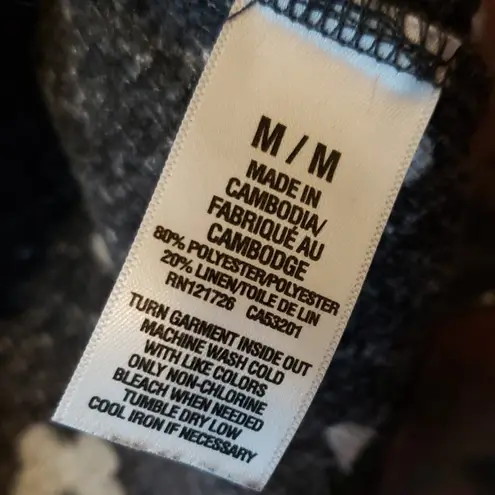 M / M
MADE IN
CAMBODIA/
FABRIQUÉ AU
CAMBODGE
80% POLYESTER/POLYESTER
20% LINEN/TOILE DE LIN
RN121726 CA53201
TURN GARMENT INSIDE OUT
MACHINE WASH COLD
WITH LIKE COLORS
ONLY NON-CHLORINE
BLEACH WHEN NEEDED
TUMBLE DRY LOW
COOL IRON IF NECESSARY